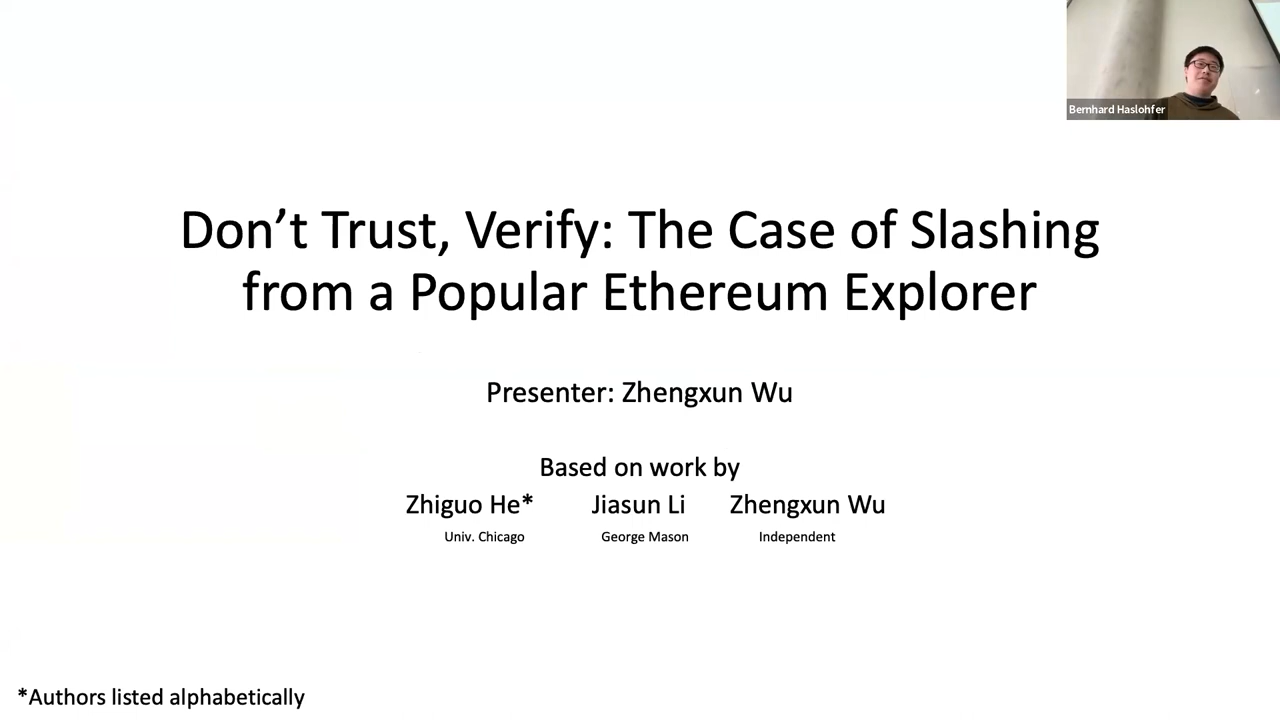 Bernhard Haslohfer
Don't Trust, Verify: The Case of Slashing
from a Popular Ethereum Explorer
Presenter: Zhengxun Wu
Based on work by
Zhiguo He* Jiasun Li Zhengxun Wu
Univ. Chicago George Mason Independent
*Authors listed alphabetically